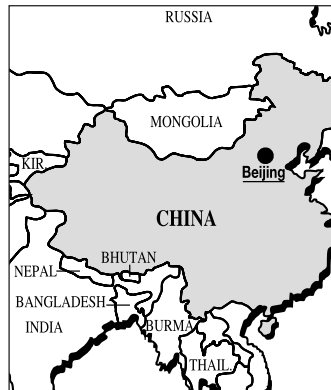 RUSSIA
MONGOLIA
KIR.
Beijing
CHINA
BHUTAN
NEPAL
BANGLADESH
INDIA
BURMA
THAIL.